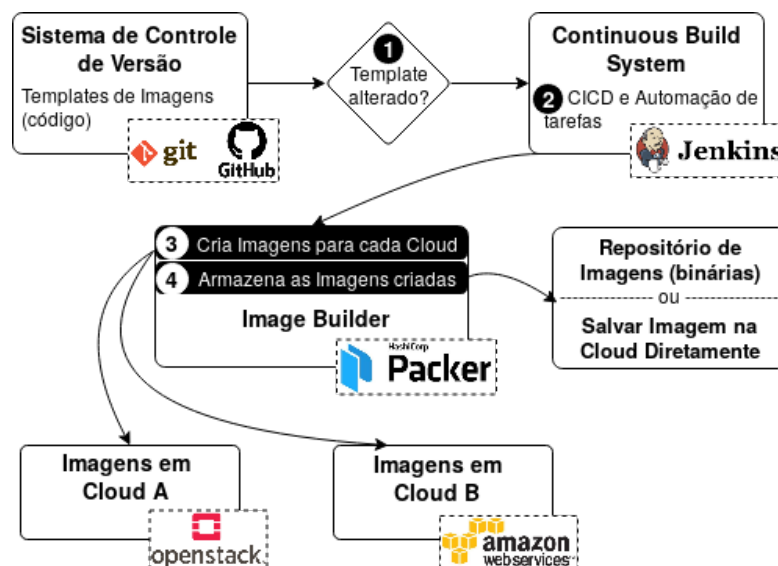 Sistema de Controle
de Versão
Templates de Imagens
(código)
git
GitHub
1
Template
alterado?
Continuous Build
System
2 CICD e Automação de
tarefas
Jenkins
3 Cria Imagens para cada Cloud
4 Armazena as Imagens criadas
Image Builder
HashiCorp
Packer
Repositório de
Imagens (binárias)
ou
Salvar Imagem na
Cloud Diretamente
Imagens em
Cloud A
openstack.
Imagens em
Cloud B
amazon
webservices